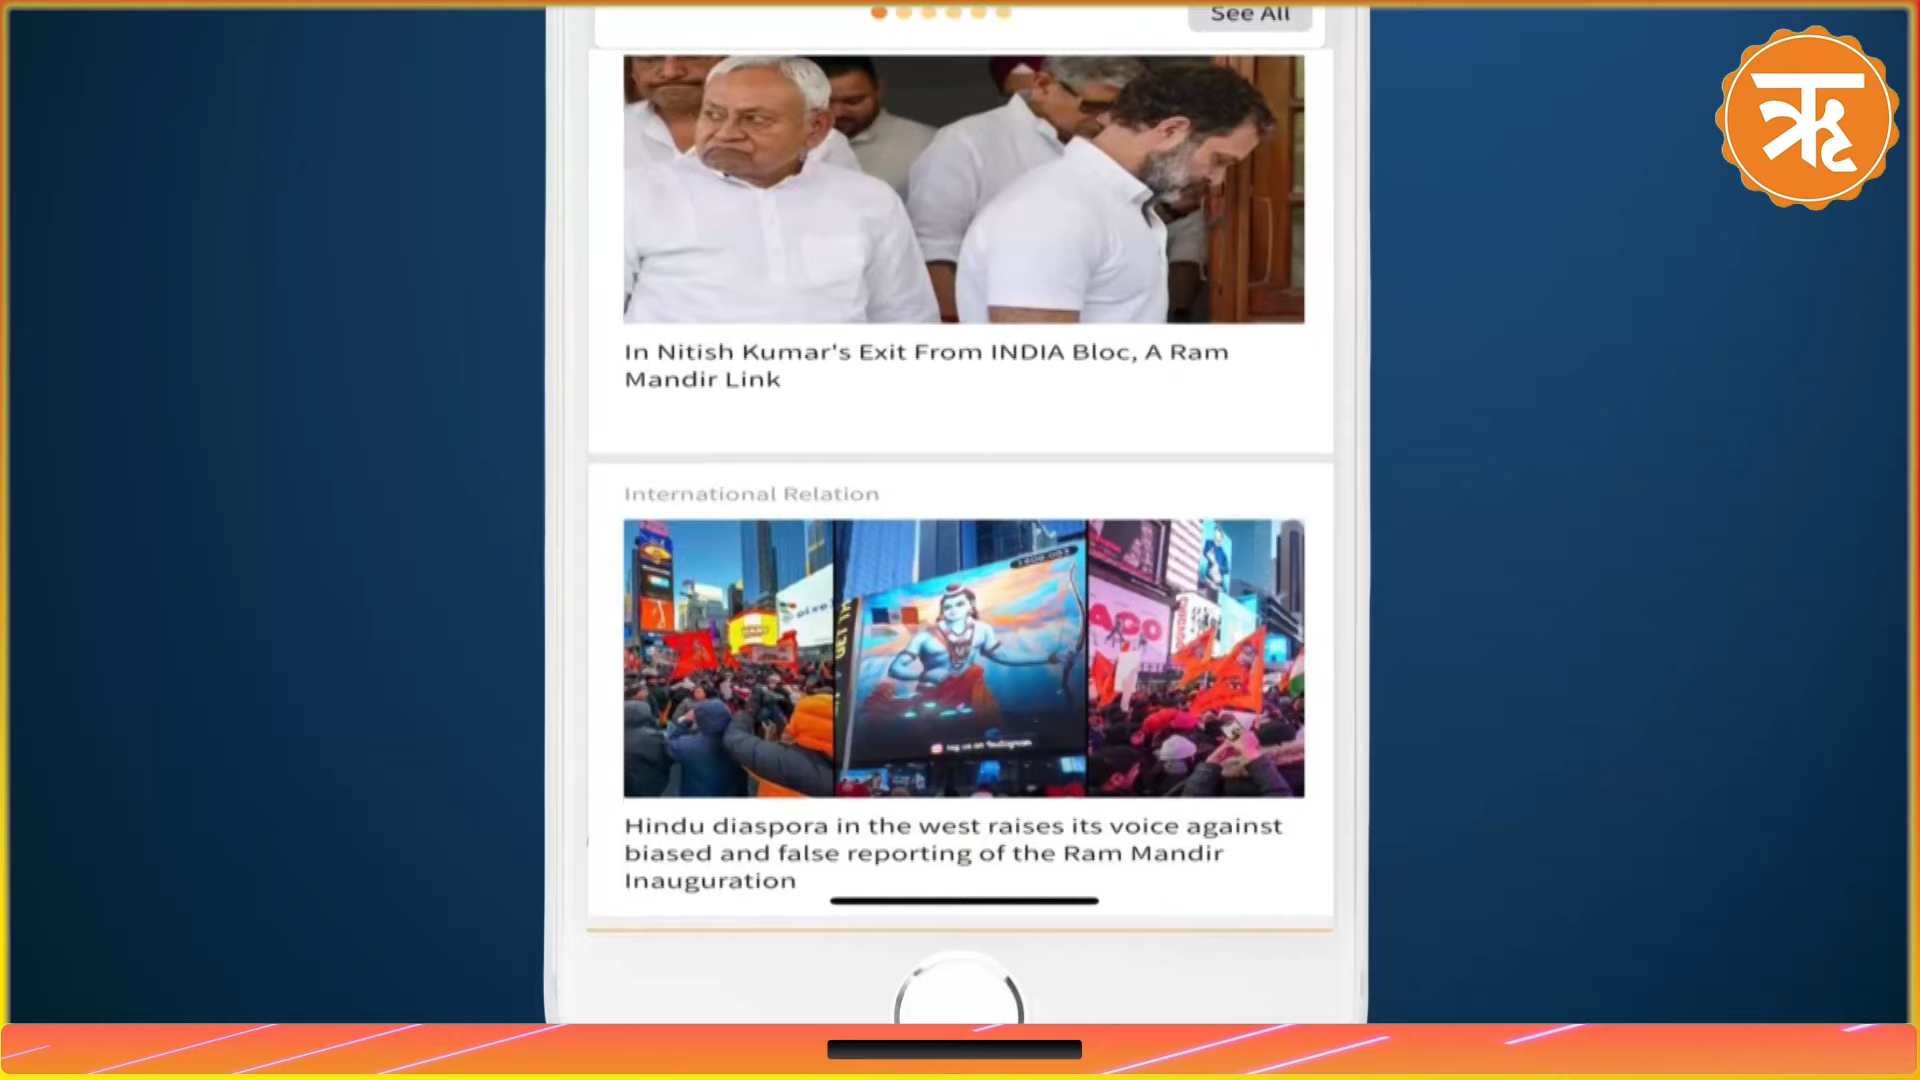 See All
ऋ
In Nitish Kumar's Exit From INDIA Bloc, A Ram
Mandir Link
International Relation
Hindu diaspora in the west raises its voice against
biased and false reporting of the Ram Mandir
Inauguration